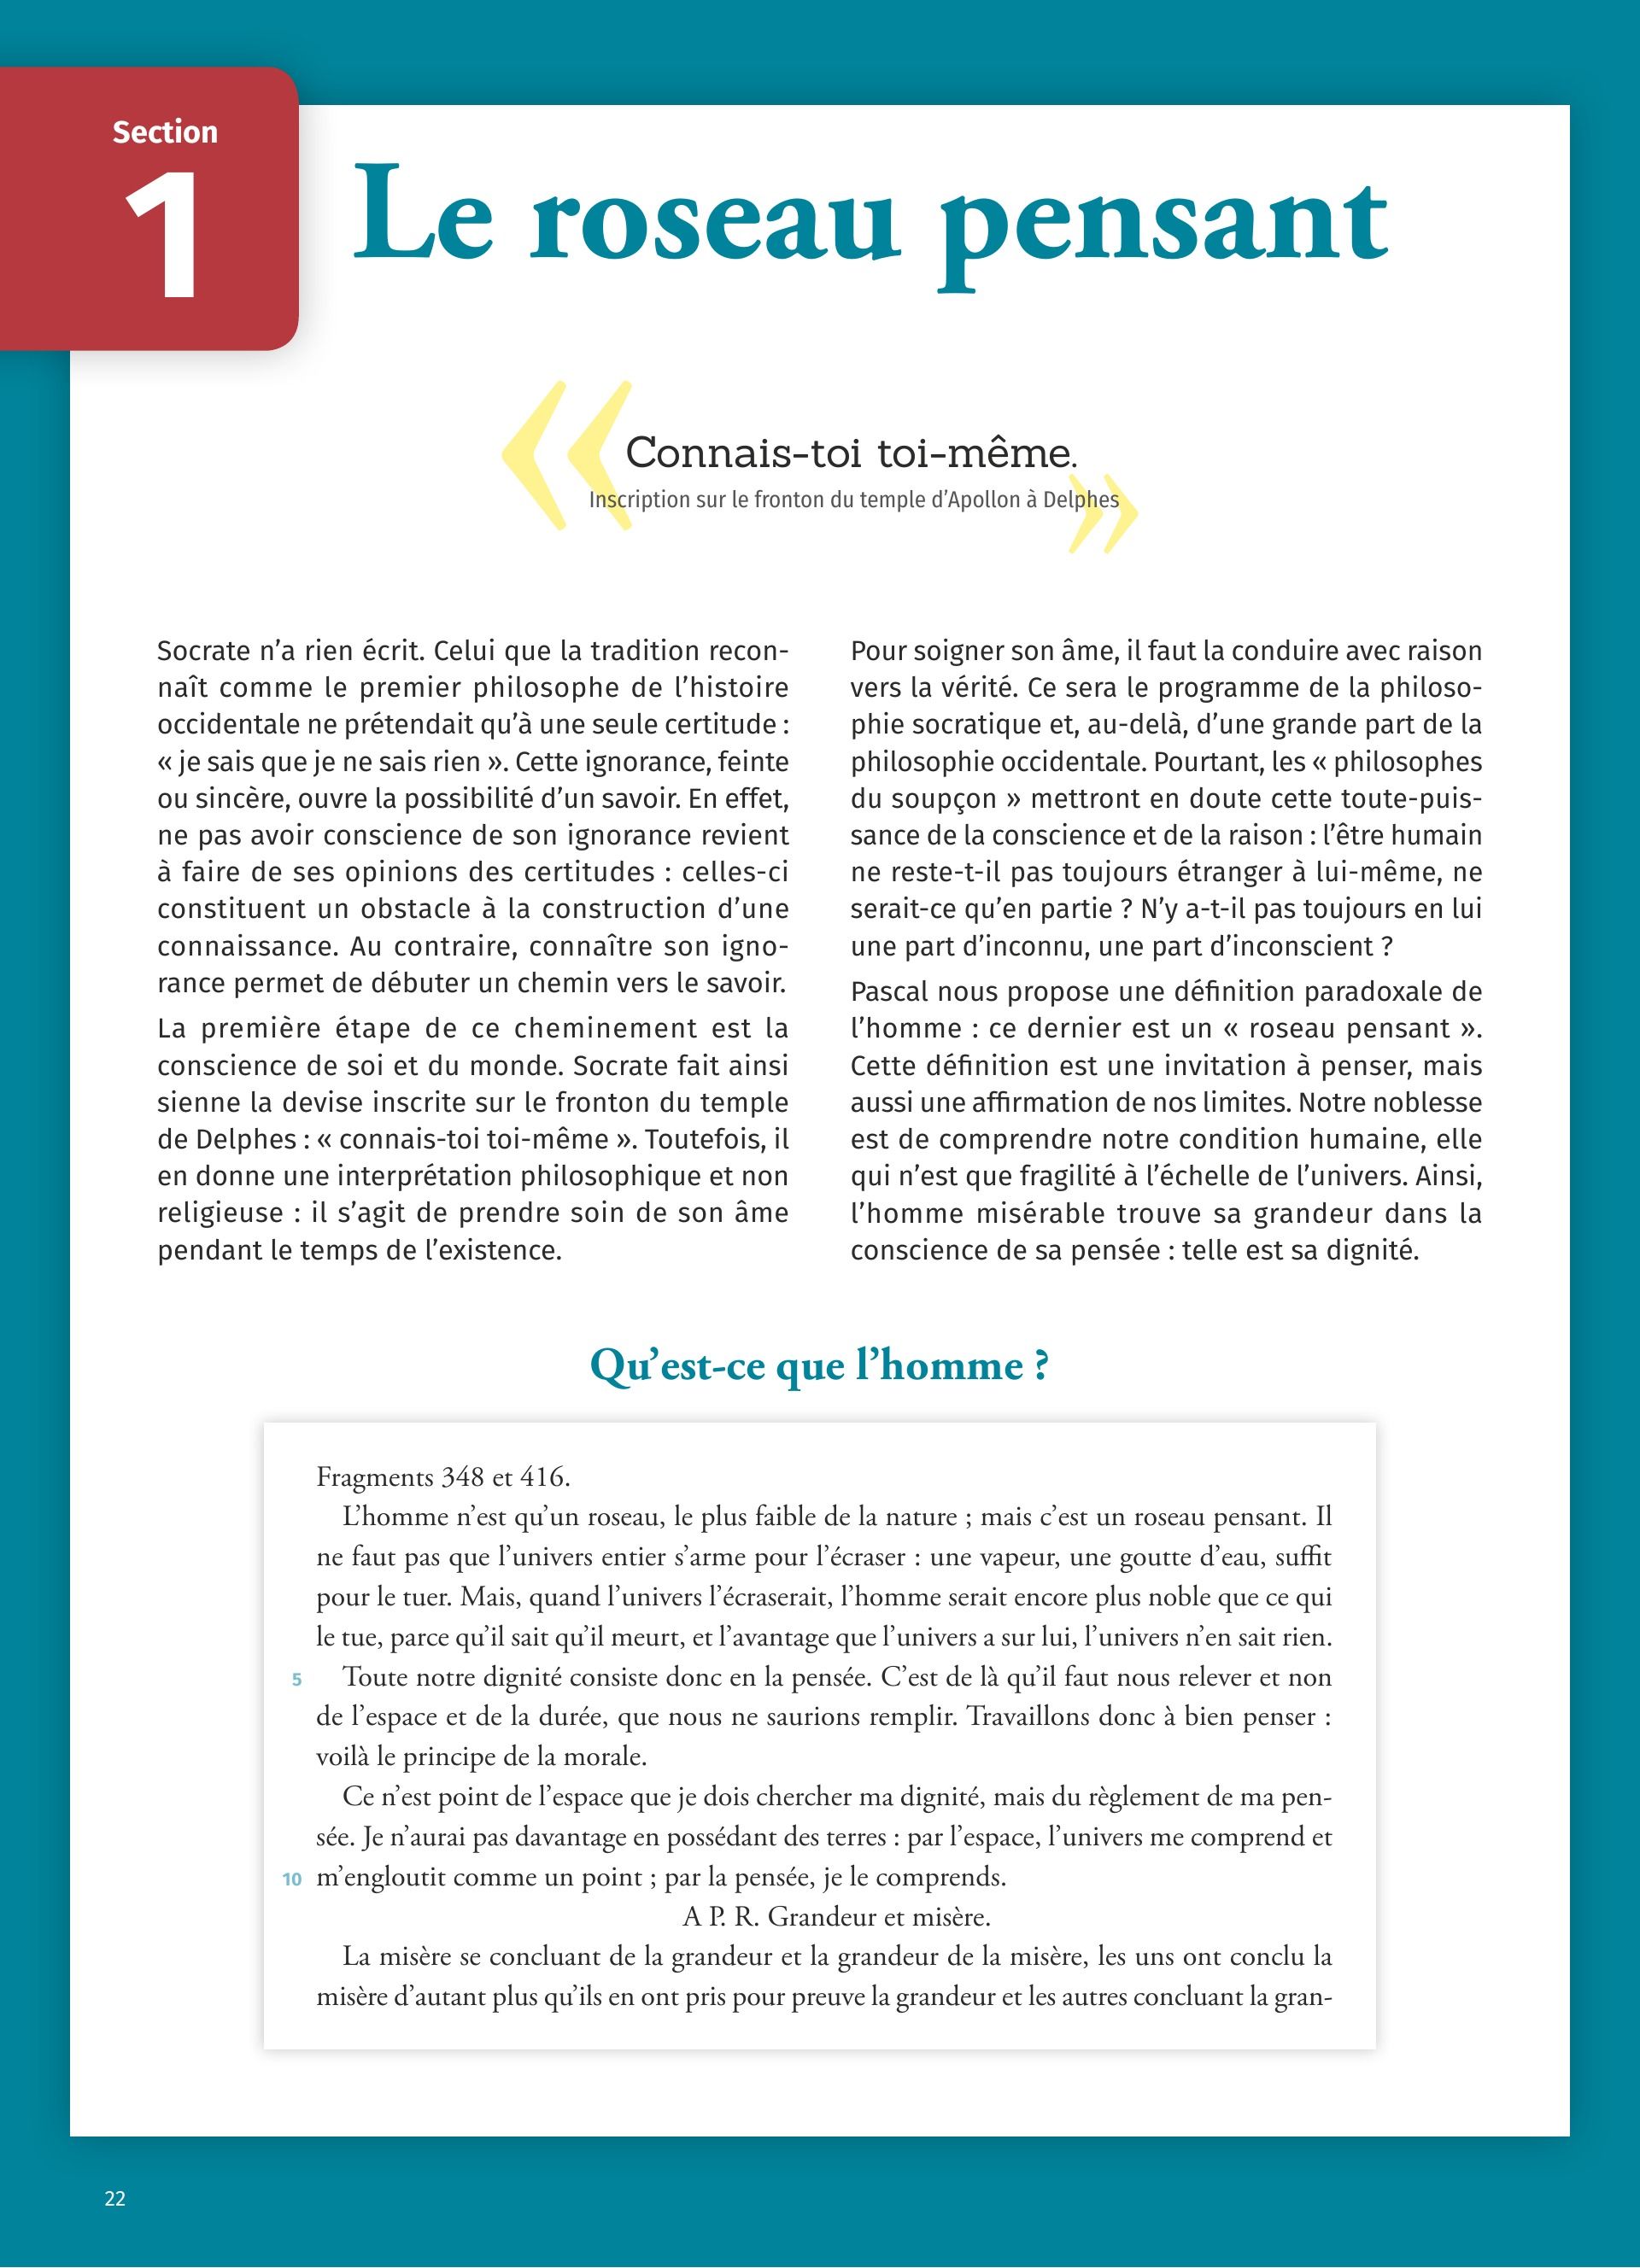 Section
1
Le roseau pensant
«
Connais-toi toi-même.
Inscription sur le fronton du temple d’Apollon à Delphes
»
Socrate n’a rien écrit. Celui que la tradition recon-
naît comme le premier philosophe de l’histoire
occidentale ne prétendait qu’à une seule certitude :
« je sais que je ne sais rien ». Cette ignorance, feinte
ou sincère, ouvre la possibilité d’un savoir. En effet,
ne pas avoir conscience de son ignorance revient
à faire de ses opinions des certitudes : celles-ci
constituent un obstacle à la construction d’une
connaissance. Au contraire, connaître son igno-
rance permet de débuter un chemin vers le savoir.
La première étape de ce cheminement est la
conscience de soi et du monde. Socrate fait ainsi
sienne la devise inscrite sur le fronton du temple
de Delphes : « connais-toi toi-même ». Toutefois, il
en donne une interprétation philosophique et non
religieuse : il s’agit de prendre soin de son âme
pendant le temps de l’existence.
Pour soigner son âme, il faut la conduire avec raison
vers la vérité. Ce sera le programme de la philoso-
phie socratique et, au-delà, d’une grande part de la
philosophie occidentale. Pourtant, les « philosophes
du soupçon » mettront en doute cette toute-puis-
sance de la conscience et de la raison : l’être humain
ne reste-t-il pas toujours étranger à lui-même, ne
serait-ce qu’en partie ? N’y a-t-il pas toujours en lui
une part d’inconnu, une part d’inconscient ?
Pascal nous propose une définition paradoxale de
l’homme : ce dernier est un « roseau pensant ».
Cette définition est une invitation à penser, mais
aussi une affirmation de nos limites. Notre noblesse
est de comprendre notre condition humaine, elle
qui n’est que fragilité à l’échelle de l’univers. Ainsi,
l’homme misérable trouve sa grandeur dans la
conscience de sa pensée : telle est sa dignité.
Qu’est-ce que l’homme ?
Fragments 348 et 416.
L’homme n’est qu’un roseau, le plus faible de la nature ; mais c’est un roseau pensant. Il
ne faut pas que l’univers entier s’arme pour l’écraser : une vapeur, une goutte d’eau, suffit
pour le tuer. Mais, quand l’univers l’écraserait, l’homme serait encore plus noble que ce qui
le tue, parce qu’il sait qu’il meurt, et l’avantage que l’univers a sur lui, l’univers n’en sait rien.
5 Toute notre dignité consiste donc en la pensée. C’est de là qu’il faut nous relever et non
de l’espace et de la durée, que nous ne saurions remplir. Travaillons donc à bien penser :
voilà le principe de la morale.
Ce n’est point de l’espace que je dois chercher ma dignité, mais du règlement de ma pen-
sée. Je n’aurai pas davantage en possédant des terres : par l’espace, l’univers me comprend et
10 m’engloutit comme un point ; par la pensée, je le comprends.
A P. R. Grandeur et misère.
La misère se concluant de la grandeur et la grandeur de la misère, les uns ont conclu la
misère d’autant plus qu’ils en ont pris pour preuve la grandeur et les autres concluant la gran-
22